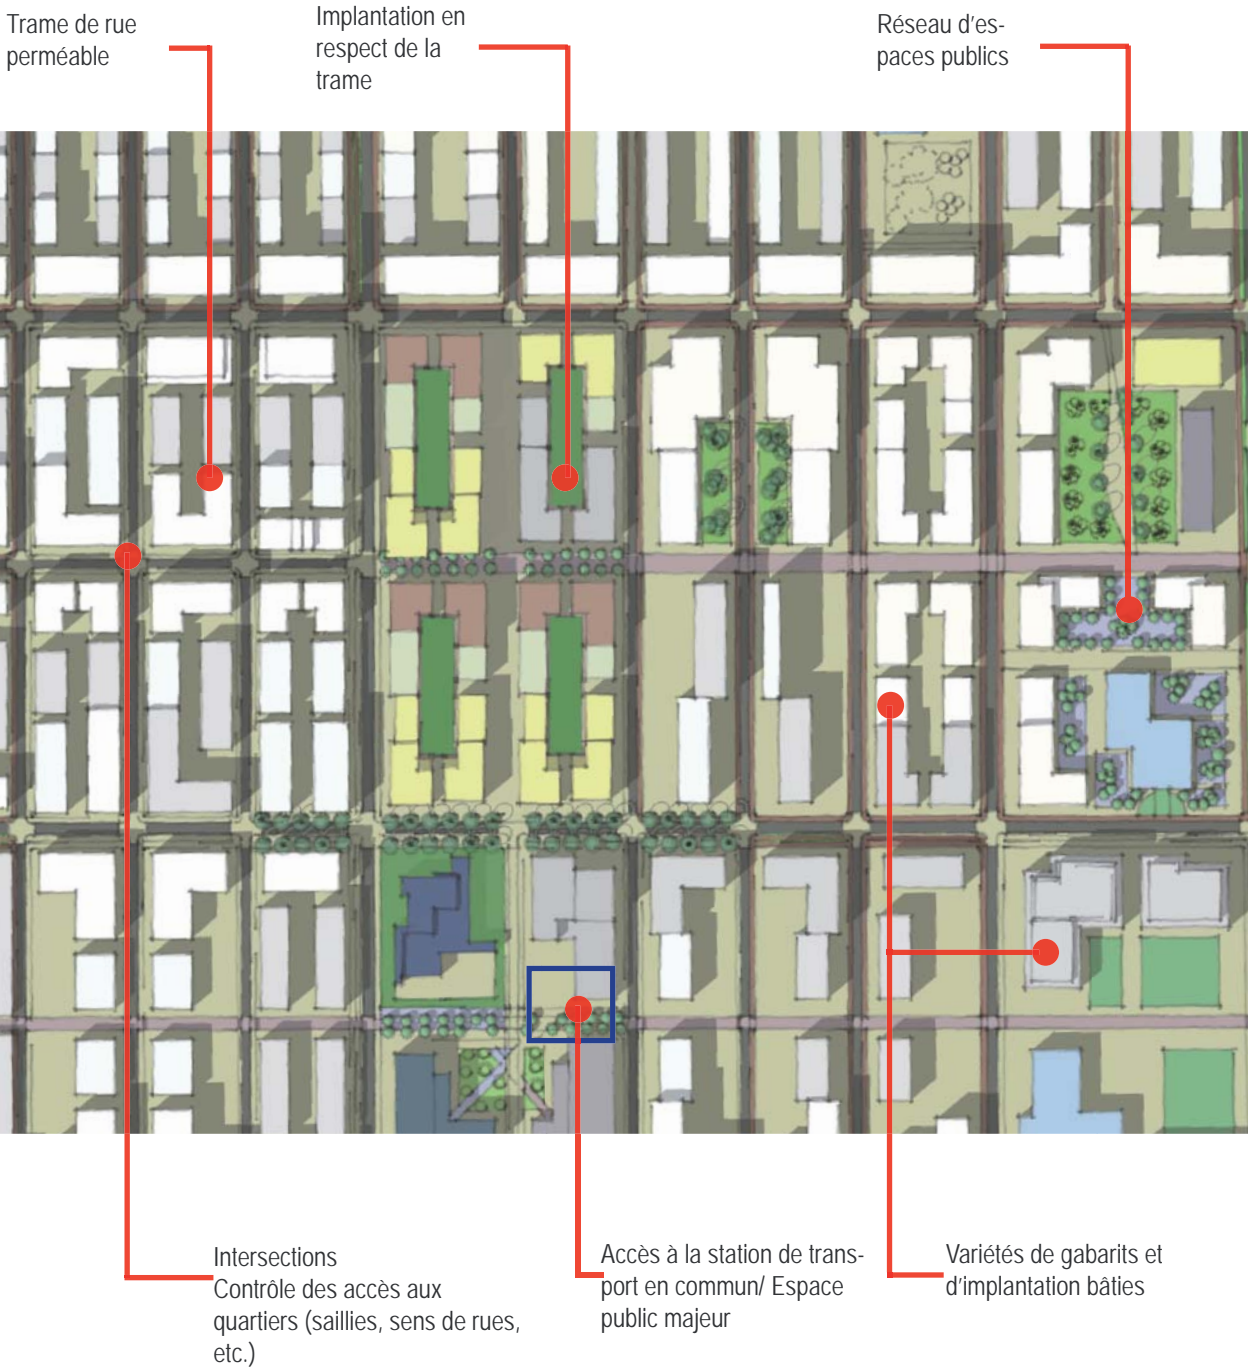 Trame de rue
perméable
Implantation en
respect de la
trame
Réseau d'es-
paces publics
Intersections
Contrôle des accès aux
quartiers (saillies, sens de rues,
etc.)
Accès à la station de trans-
port en commun/ Espace
public majeur
Variétés de gabarits et
d'implantation bâties